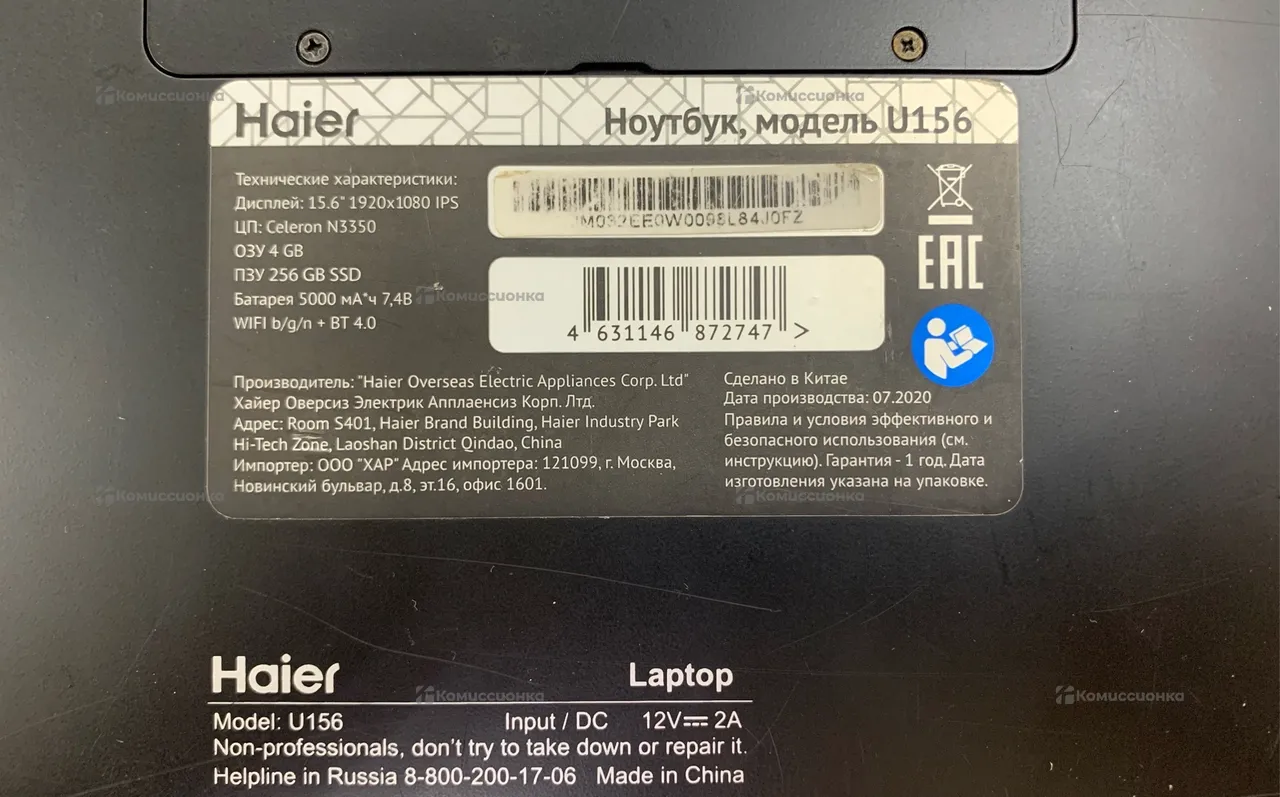 Haier
Ноутбук, модель U156
Технические характеристики:
Дисплей: 15.6" 1920x1080 IPS
ЦП: Celeron N3350
ОЗУ 4 GB
ПЗУ 256 GB SSD
Батарея 5000 мА*ч 7,4В
WIFI b/g/n + BT 4.0
4 631146 872747 >
EAC
Производитель: "Haier Overseas Electric Appliances Corp. Ltd"
Хайер Оверсиз Электрик Апплаенсиз Корп. Лтд.
Адрес: Room S401, Haier Brand Building, Haier Industry Park
Hi-Tech Zone, Laoshan District Qindao, China
Импортер: ООО "ХАР" Адрес импортера: 121099, г. Москва,
Новинский бульвар, д.8, эт.16, офис 1601.
Сделано в Китае
Дата производства: 07.2020
Правила и условия эффективного и
безопасного использования (см.
инструкцию). Гарантия - 1 год. Дата
изготовления указана на упаковке.
Haier
Laptop
Model: U156 Input / DC 12V⎓ 2A
Non-professionals, don't try to take down or repair it.
Helpline in Russia 8-800-200-17-06 Made in China
Комиссионка
Комиссионка
Комиссионка
Комиссионка
Комиссионка
Комиссионка
Комиссионка